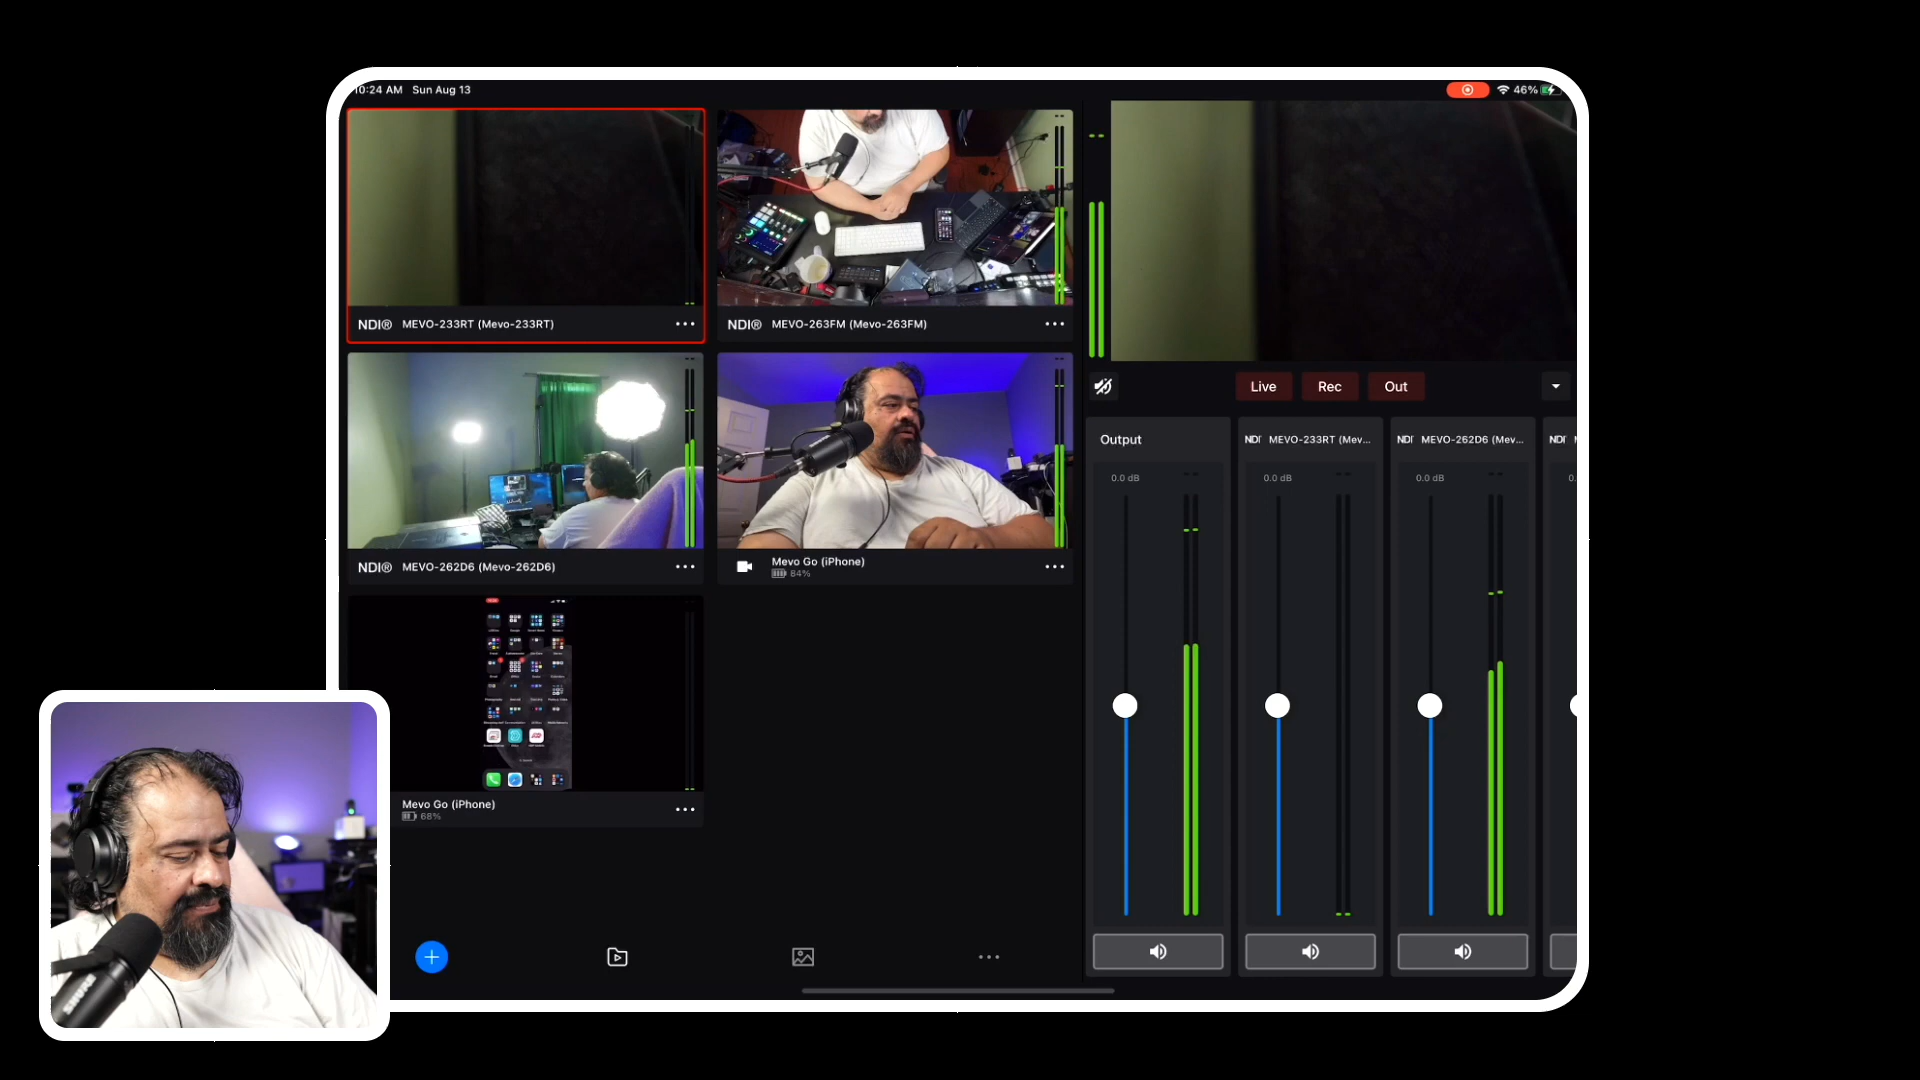 10:24 AM Sun Aug 13
46%
NDI® MEVO-233RT (Mevo-233RT)
NDI® MEVO-263FM (Mevo-263FM)
Live
Rec
Out
Output
NDI MEVO-233RT (Mev...
NDI MEVO-262D6 (Mev...
NDI
0.0 dB
0.0 dB
0.0 dB
0.
NDI® MEVO-262D6 (Mevo-262D6)
Mevo Go (iPhone)
84%
Mevo Go (iPhone)
68%